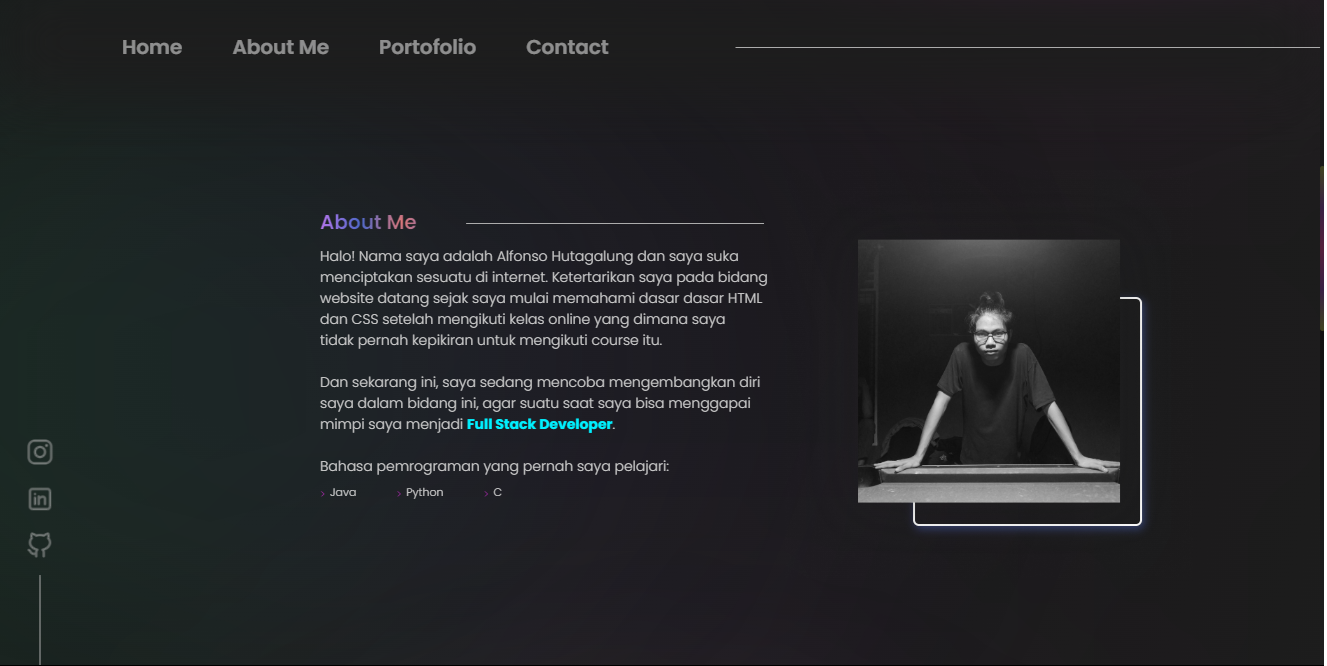 Home About Me Portofolio Contact
About Me
Halo! Nama saya adalah Alfonso Hutagalung dan saya suka
menciptakan sesuatu di internet. Ketertarikan saya pada bidang
website datang sejak saya mulai memahami dasar dasar HTML
dan CSS setelah mengikuti kelas online yang dimana saya
tidak pernah kepikiran untuk mengikuti course itu.
Dan sekarang ini, saya sedang mencoba mengembangkan diri
saya dalam bidang ini, agar suatu saat saya bisa menggapai
mimpi saya menjadi Full Stack Developer.
Bahasa pemrograman yang pernah saya pelajari:
› Java › Python › C
in